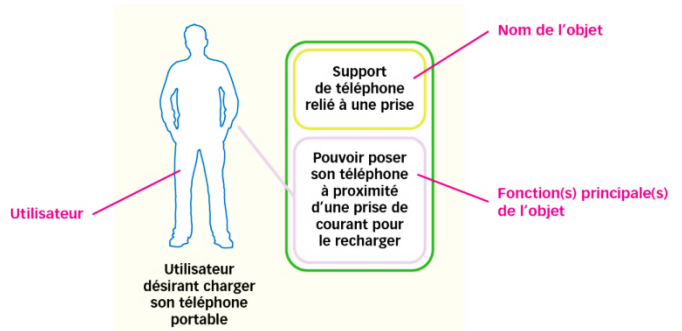 Nom de l'objet
Support
de téléphone
relié à une prise
Pouvoir poser
son téléphone
à proximité
d'une prise de
courant pour
le recharger
Fonction(s) principale(s)
de l'objet
Utilisateur
Utilisateur
désirant charger
son téléphone
portable